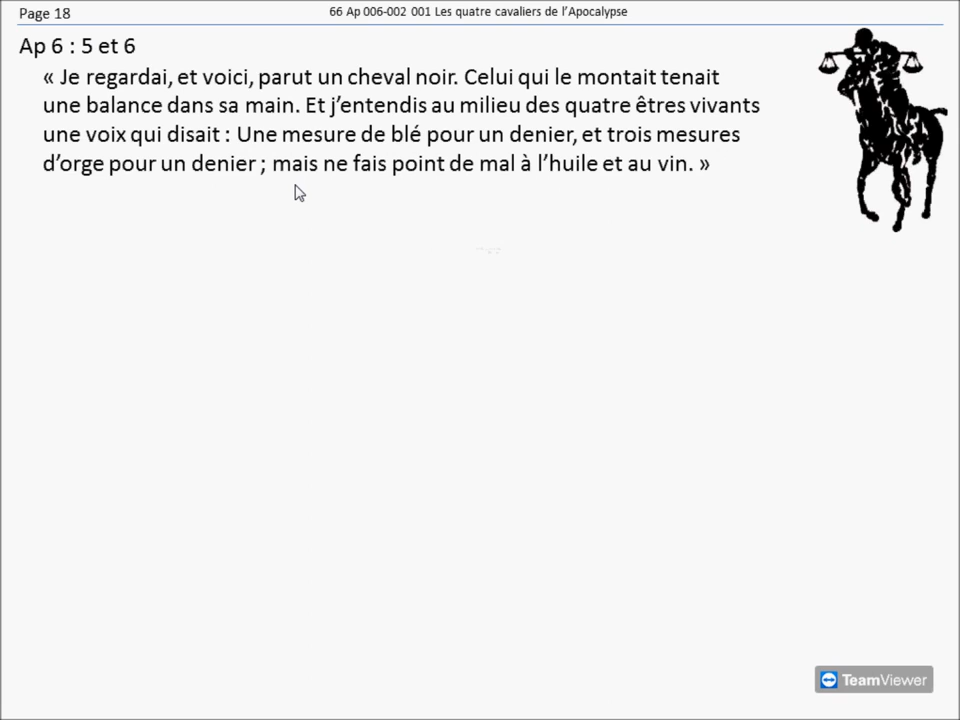 Page 18
66 Ap 006-002 001 Les quatre cavaliers de l’Apocalypse
Ap 6 : 5 et 6
« Je regardai, et voici, parut un cheval noir. Celui qui le montait tenait
une balance dans sa main. Et j’entendis au milieu des quatre êtres vivants
une voix qui disait : Une mesure de blé pour un denier, et trois mesures
d’orge pour un denier ; mais ne fais point de mal à l’huile et au vin. »
TeamViewer